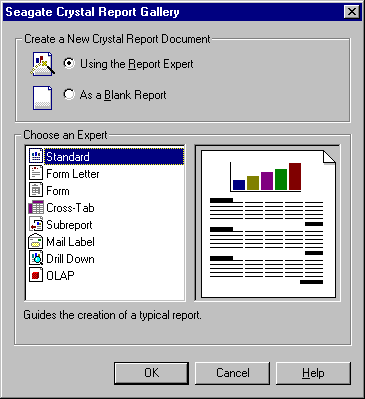 Seagate Crystal Report Gallery
Create a New Crystal Report Document
Using the Report Expert
As a Blank Report
Choose an Expert
Standard
Form Letter
Form
Cross-Tab
Subreport
Mail Label
Drill Down
OLAP
Guides the creation of a typical report.
OK
Cancel
Help